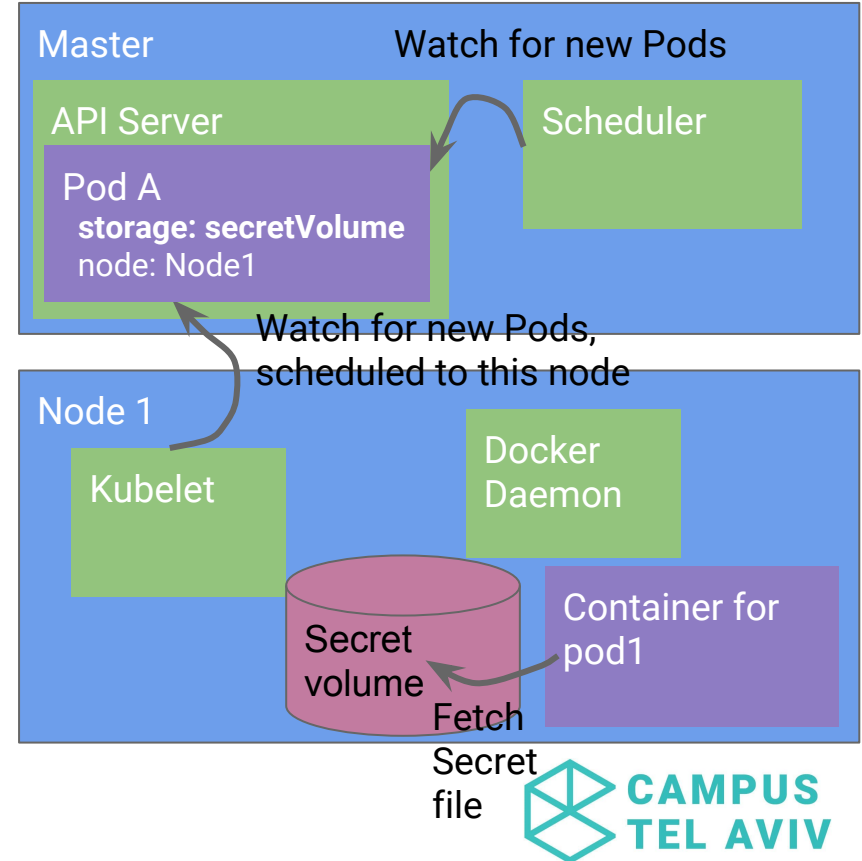 Master
Watch for new Pods
API Server
Scheduler
Pod A
storage: secretVolume
node: Node1
Watch for new Pods,
scheduled to this node
Node 1
Kubelet
Docker
Daemon
Secret
volume
Container for
pod1
Fetch
Secret
file
CAMPUS
TEL AVIV